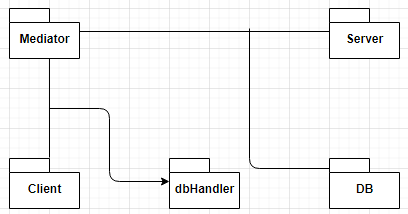 Mediator
Server
Client
dbHandler
DB